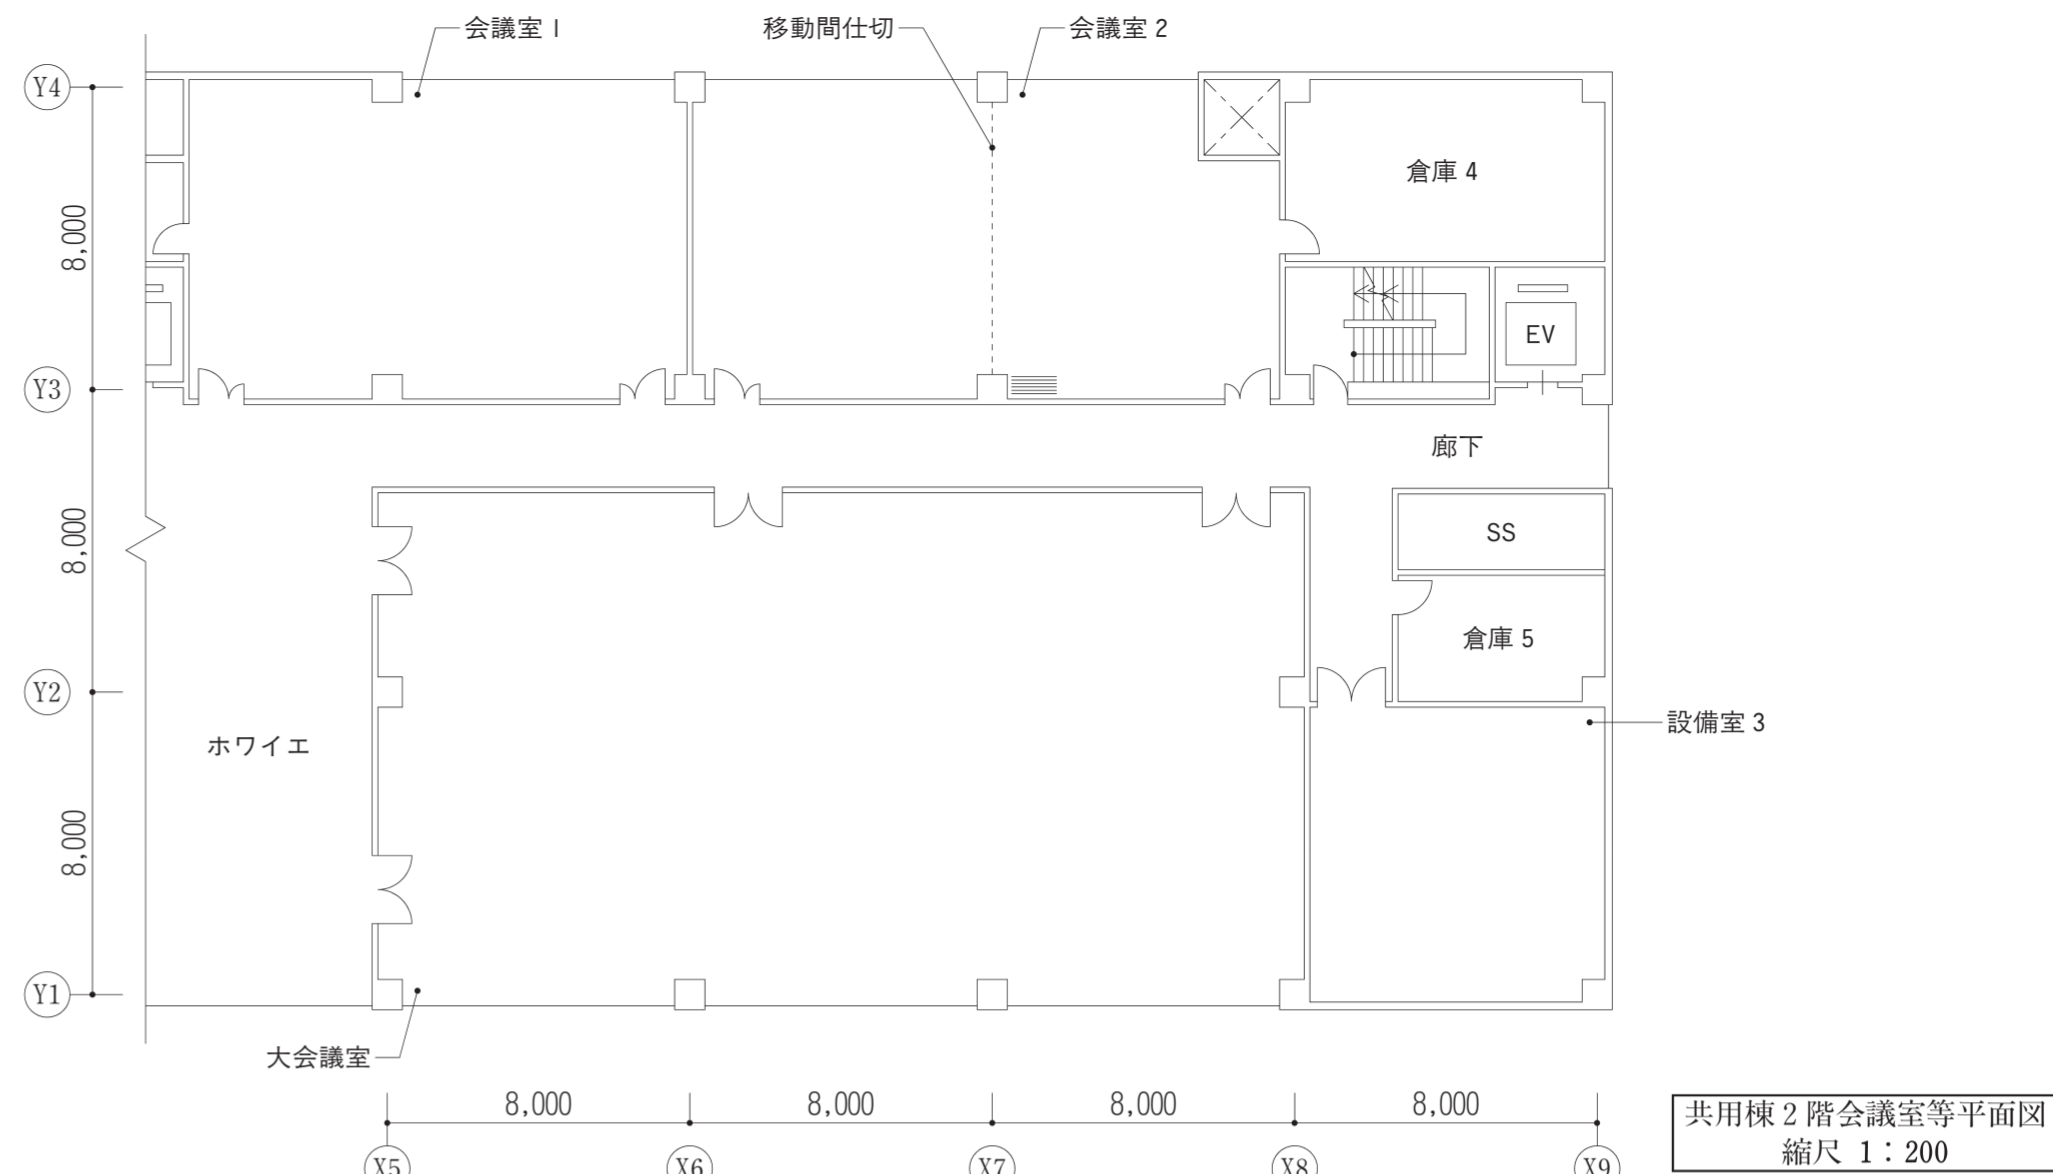 会議室 1
移動間仕切
会議室 2
Y4
倉庫 4
8,000
EV
Y3
廊下
SS
8,000
倉庫 5
Y2
設備室 3
ホワイエ
8,000
Y1
大会議室
8,000
8,000
8,000
8,000
共用棟 2 階会議室等平面図
縮尺 1:200
X5
X6
X7
X8
X9